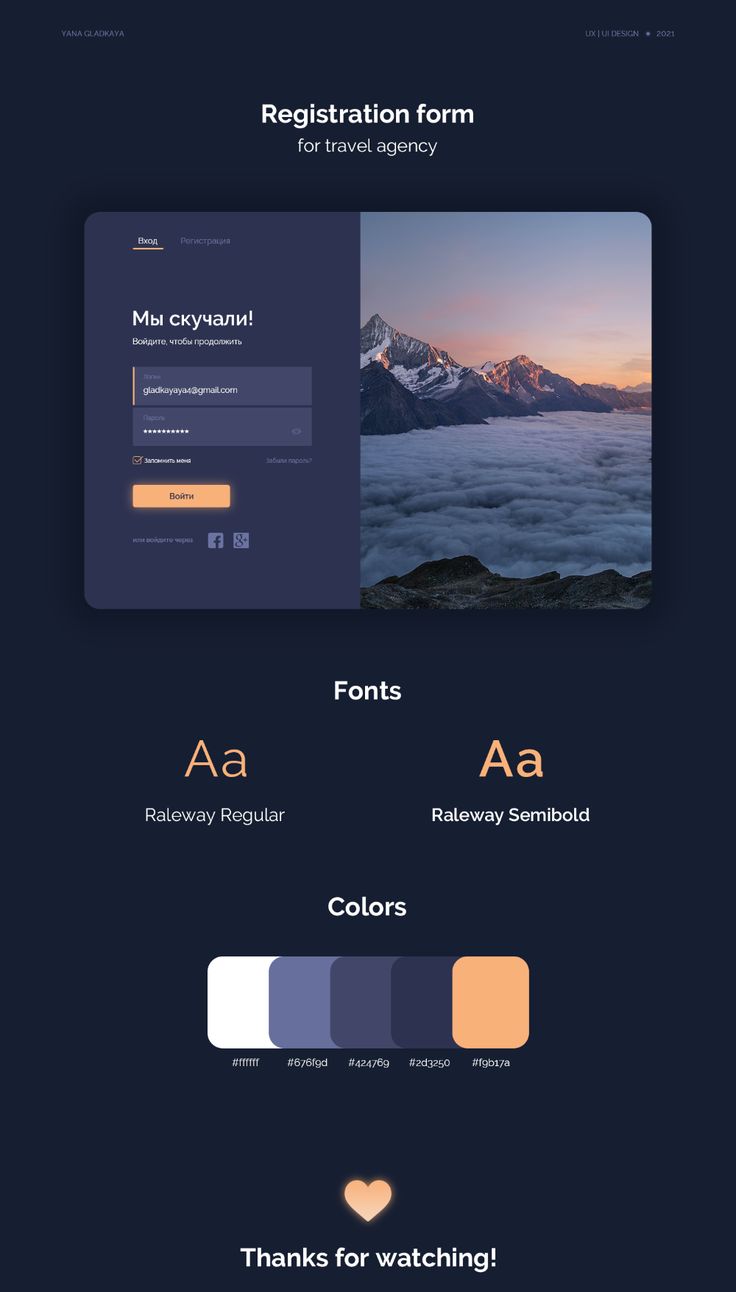 YANA GLADKAYA
UX | UI DESIGN ● 2021
Registration form
for travel agency
Вход Регистрация
Мы скучали!
Войдите, чтобы продолжить
Логин
gladkayaya4@gmail.com
Пароль
**********
Запомнить меня Забыли пароль?
Войти
или войдите через f g+
Fonts
Aa Aa
Raleway Regular Raleway Semibold
Colors
#ffffff #676f9d #424769 #2d3250 #f9b17a
Thanks for watching!